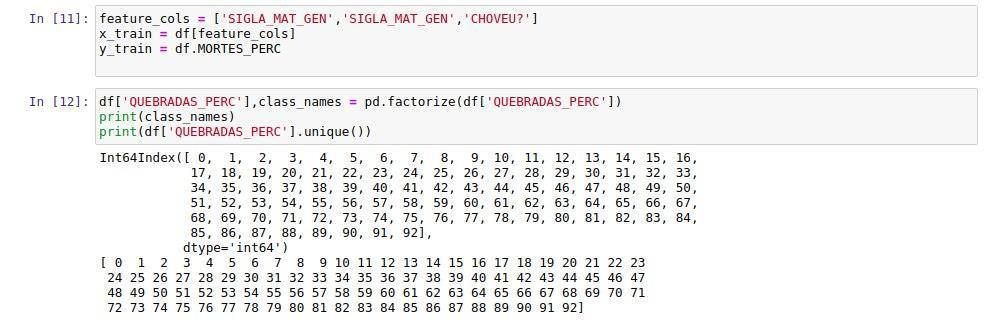 In [11]: feature_cols = ['SIGLA_MAT_GEN','SIGLA_MAT_GEN','CHOVEU?']
x_train = df[feature_cols]
y_train = df.MORTES_PERC
In [12]: df['QUEBRADAS_PERC'],class_names = pd.factorize(df['QUEBRADAS_PERC'])
print(class_names)
print(df['QUEBRADAS_PERC'].unique())
Int64Index([ 0,  1,  2,  3,  4,  5,  6,  7,  8,  9, 10, 11, 12, 13, 14, 15, 16,
            17, 18, 19, 20, 21, 22, 23, 24, 25, 26, 27, 28, 29, 30, 31, 32, 33,
            34, 35, 36, 37, 38, 39, 40, 41, 42, 43, 44, 45, 46, 47, 48, 49, 50,
            51, 52, 53, 54, 55, 56, 57, 58, 59, 60, 61, 62, 63, 64, 65, 66, 67,
            68, 69, 70, 71, 72, 73, 74, 75, 76, 77, 78, 79, 80, 81, 82, 83, 84,
            85, 86, 87, 88, 89, 90, 91, 92],
           dtype='int64')
[ 0  1  2  3  4  5  6  7  8  9 10 11 12 13 14 15 16 17 18 19 20 21 22 23
 24 25 26 27 28 29 30 31 32 33 34 35 36 37 38 39 40 41 42 43 44 45 46 47
 48 49 50 51 52 53 54 55 56 57 58 59 60 61 62 63 64 65 66 67 68 69 70 71
 72 73 74 75 76 77 78 79 80 81 82 83 84 85 86 87 88 89 90 91 92]